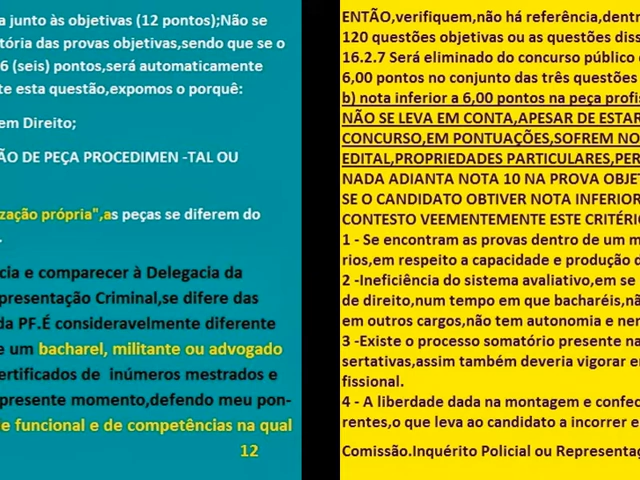 a junto às objetivas (12 pontos);Não se
tória das provas objetivas,sendo que se o
6 (seis) pontos,será automaticamente
te esta questão,expomos o porquê:
em Direito;
ÃO DE PEÇA PROCEDIMEN -TAL OU
zação própria",as peças se diferem do
.
cia e comparecer à Delegacia da
presentação Criminal,se difere das
da PF.É consideravelmente diferente
e um bacharel, militante ou advogado
ertificados de inúmeros mestrados e
presente momento,defendo meu pon-
e funcional e de competências na qual
12
ENTÃO,verifiquem,não há referência,dent
120 questões objetivas ou as questões diss
16.2.7 Será eliminado do concurso público
6,00 pontos no conjunto das três questões
b) nota inferior a 6,00 pontos na peça profis
NÃO SE LEVA EM CONTA,APESAR DE ESTAR
CONCURSO,EM PONTUAÇÕES,SOFREM NO
EDITAL,PROPRIEDADES PARTICULARES,PER
NADA ADIANTA NOTA 10 NA PROVA OBJET
SE O CANDIDATO OBTIVER NOTA INFERIOR
CONTESTO VEEMENTEMENTE ESTE CRITÉRI
1 - Se encontram as provas dentro de um m
rios,em respeito a capacidade e produção d
2 -Ineficiência do sistema avaliativo,em se
de direito,num tempo em que bacharéis,nã
em outros cargos,não tem autonomia e ner
3 -Existe o processo somatório presente na
sertativas,assim também deveria vigorar er
fissional.
4 - A liberdade dada na montagem e confec
rentes,o que leva ao candidato a incorrer e
Comissão.Inquérito Policial ou Representaç